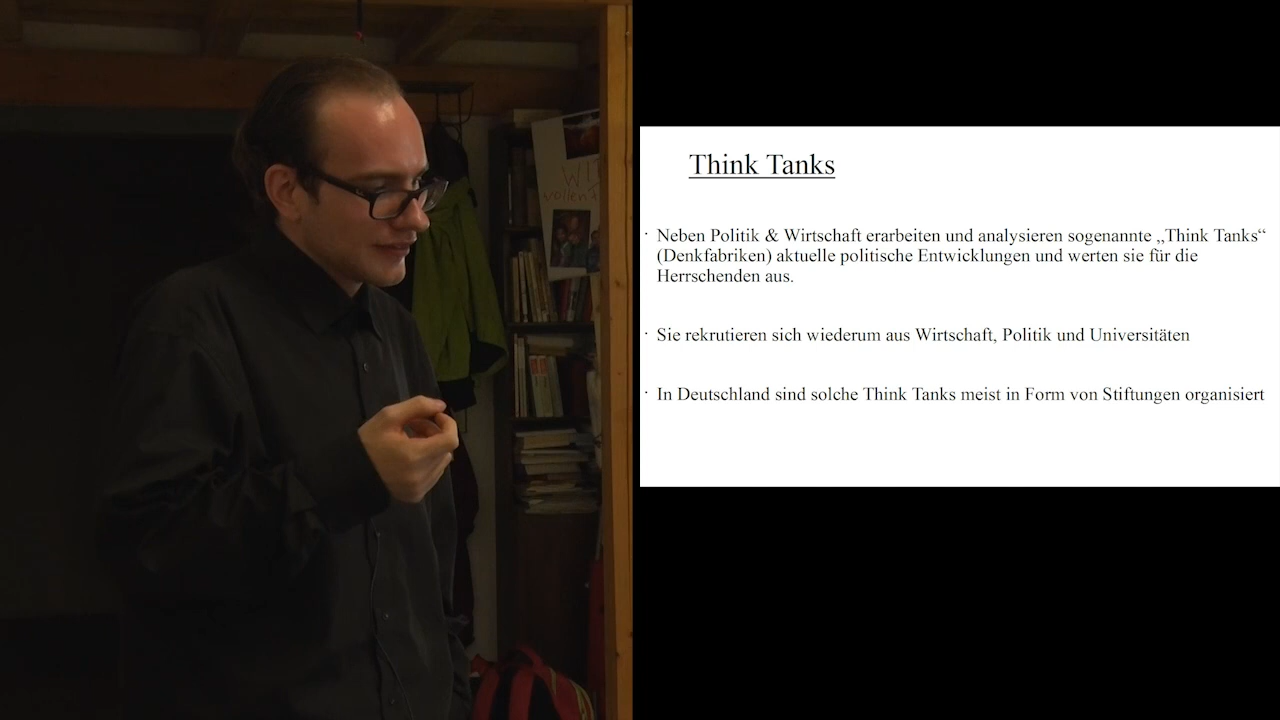 WI
wollen
Think Tanks
· Neben Politik & Wirtschaft erarbeiten und analysieren sogenannte „Think Tanks“
(Denkfabriken) aktuelle politische Entwicklungen und werten sie für die
Herrschenden aus.
· Sie rekrutieren sich wiederum aus Wirtschaft, Politik und Universitäten
· In Deutschland sind solche Think Tanks meist in Form von Stiftungen organisiert